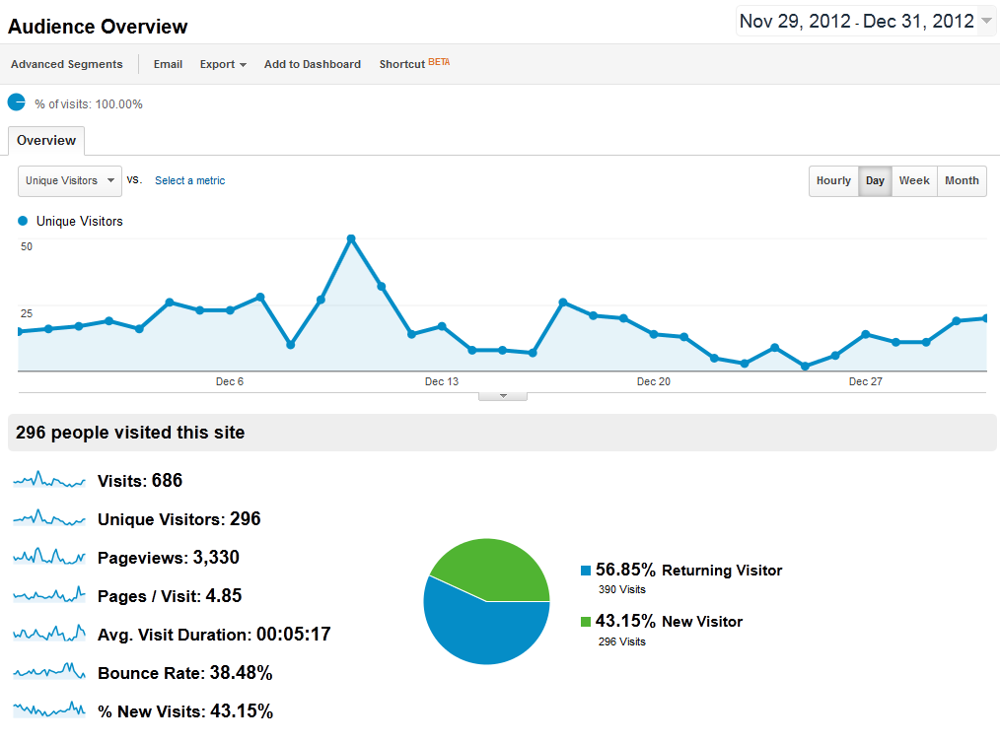 Audience Overview
Nov 29, 2012 - Dec 31, 2012
Advanced Segments Email Export Add to Dashboard Shortcut BETA
% of visits: 100.00%
Overview
Unique Visitors vs. Select a metric
Hourly Day Week Month
Unique Visitors
50
25
Dec 6 Dec 13 Dec 20 Dec 27
296 people visited this site
Visits: 686
Unique Visitors: 296
Pageviews: 3,330
Pages / Visit: 4.85
Avg. Visit Duration: 00:05:17
Bounce Rate: 38.48%
% New Visits: 43.15%
56.85% Returning Visitor
390 Visits
43.15% New Visitor
296 Visits